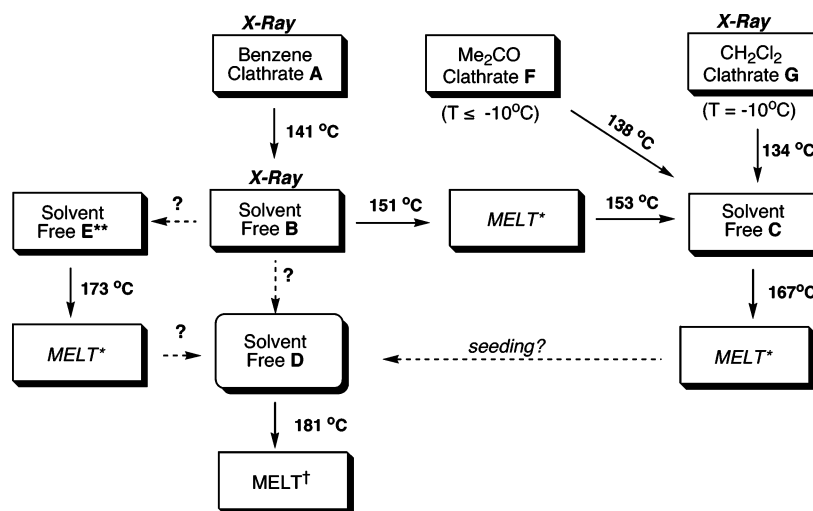 X-Ray
X-Ray
Benzene
Clathrate A
Me₂CO
Clathrate F
CH₂Cl₂
Clathrate G
(T ≤ -10°C)
(T = -10°C)
141 °C
138 °C
134 °C
X-Ray
Solvent
Free E**
?
Solvent
Free B
151 °C
MELT*
153 °C
Solvent
Free C
173 °C
?
167°C
MELT*
?
Solvent
Free D
seeding?
MELT*
181 °C
MELT†